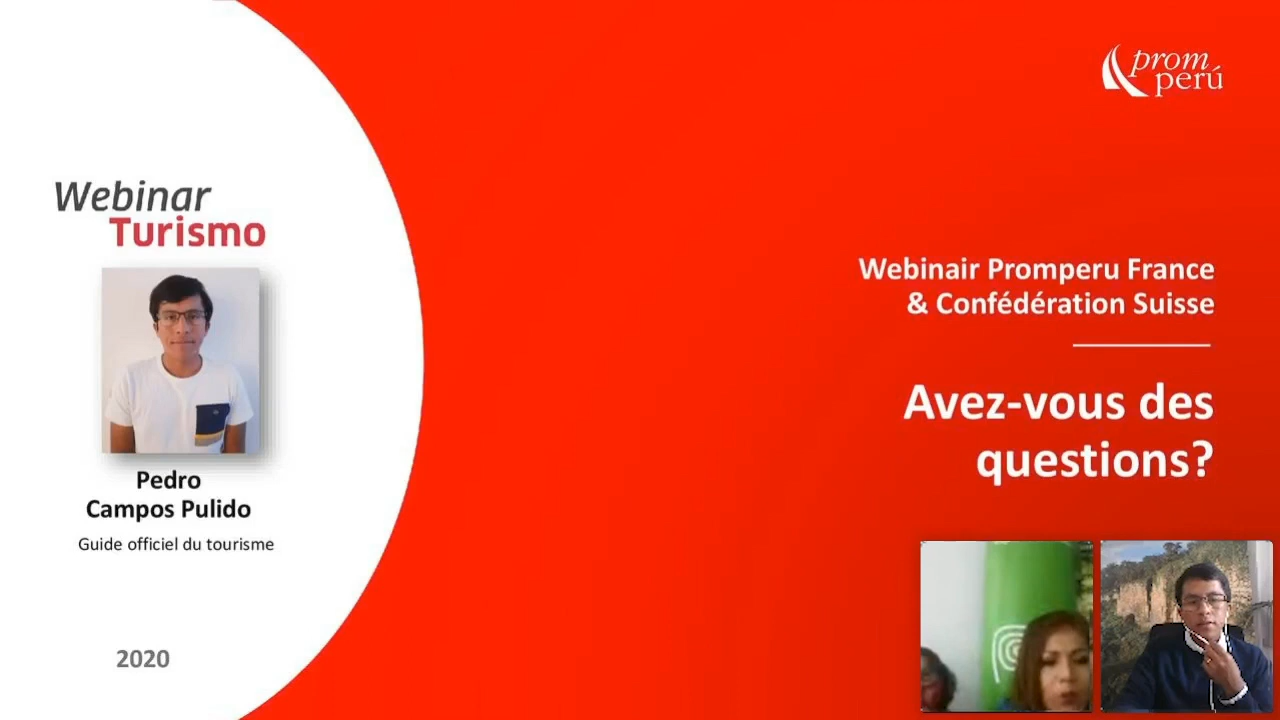 prom
perú
Webinar
Turismo
Webinair Promperu France
& Confédération Suisse
Avez-vous des
questions?
Pedro
Campos Pulido
Guide officiel du tourisme
2020